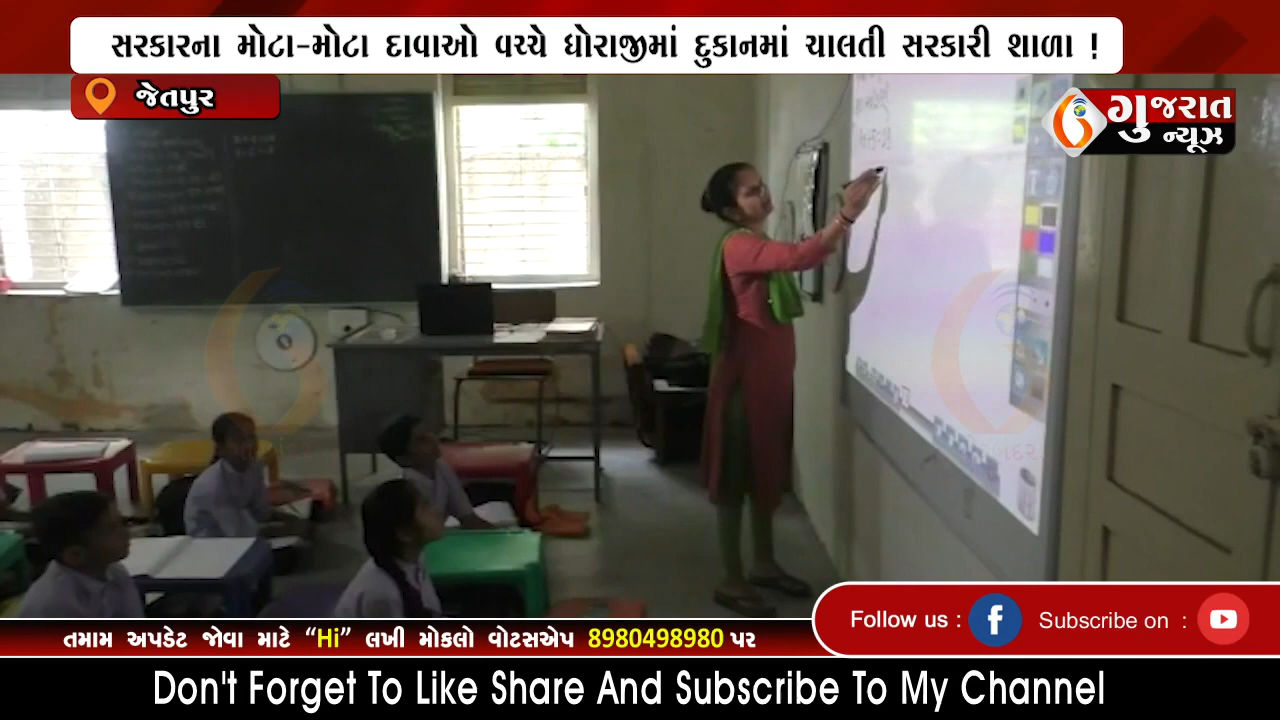 સરકારના મોટા-મોટા દાવાઓ વચ્ચે ધોરાજીમાં દુકાનમાં ચાલતી સરકારી શાળા !
જેતપુર
ગુજરાત
ન્યૂઝ
Follow us :
Subscribe on :
તમામ અપડેટ જોવા માટે “Hi” લખી મોકલો વોટસએપ 8980498980 પર
Don't Forget To Like Share And Subscribe To My Channel